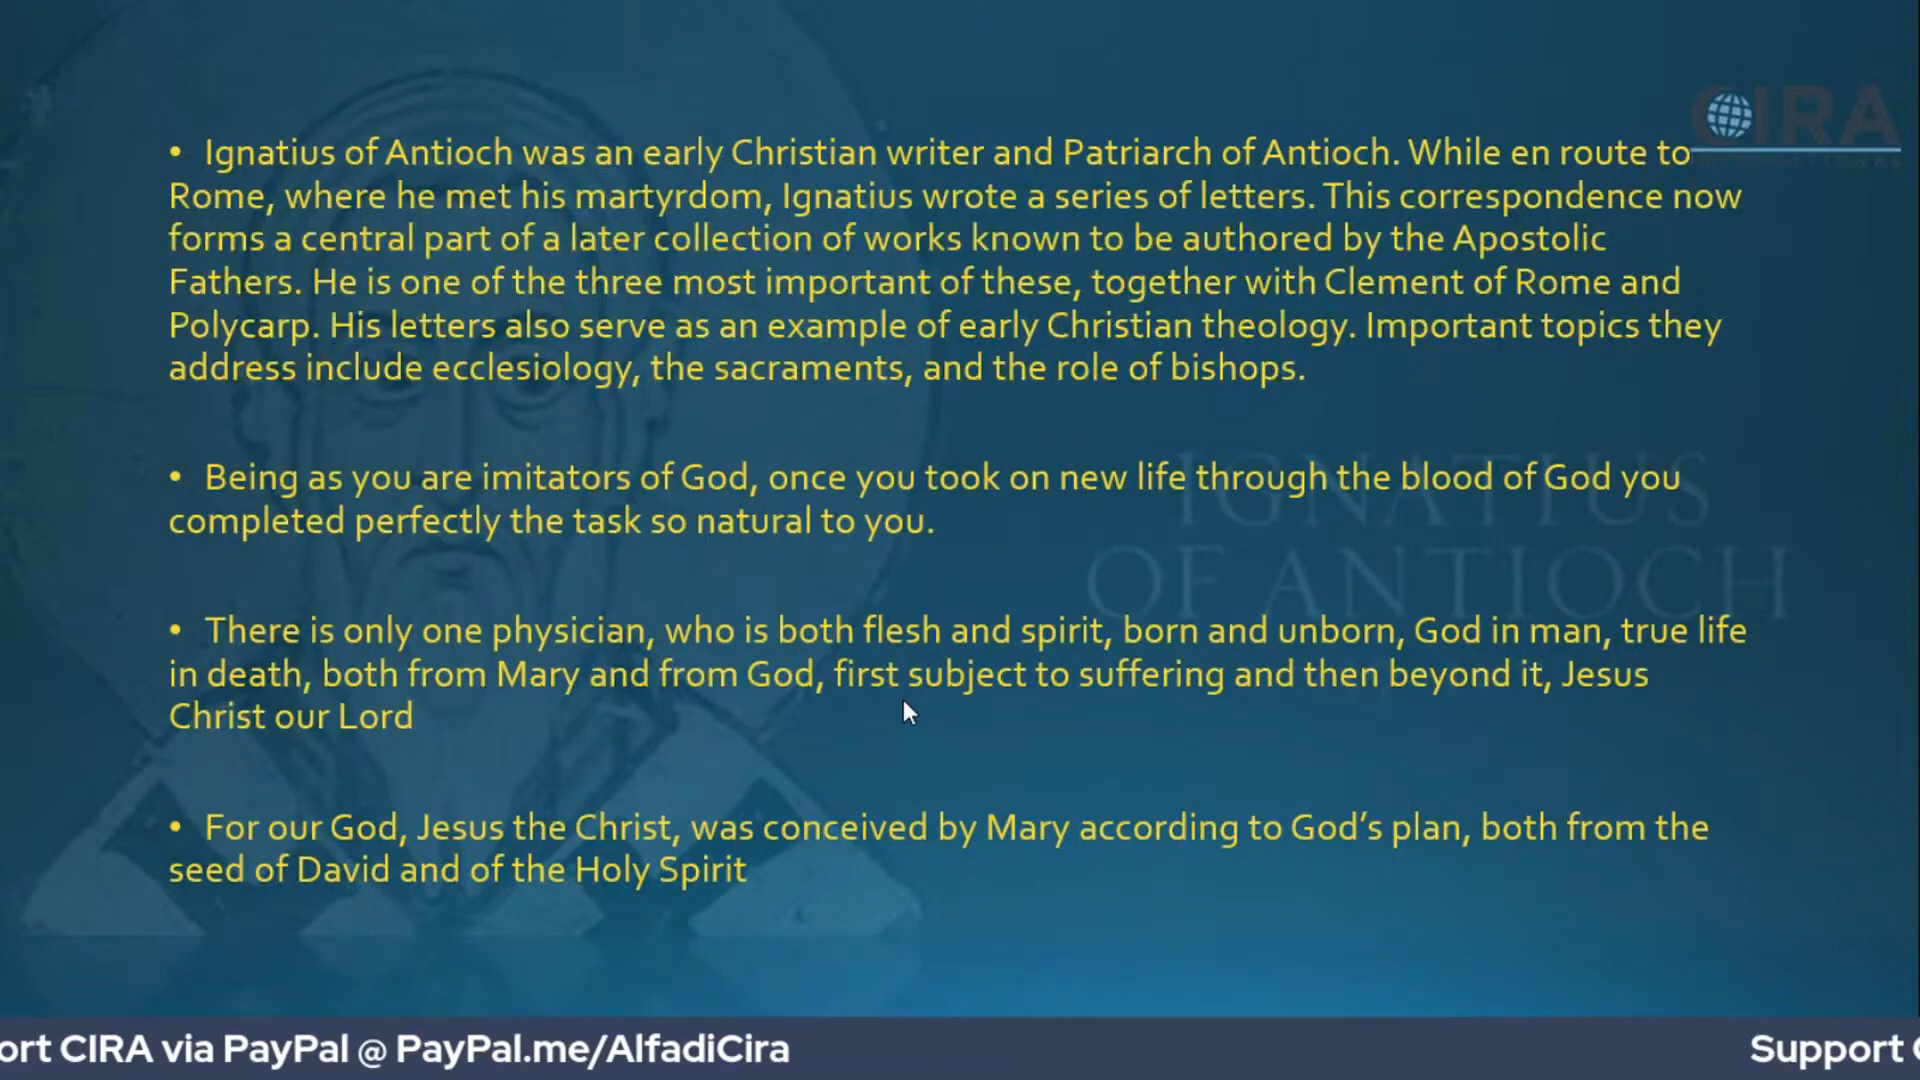 CIRA
• Ignatius of Antioch was an early Christian writer and Patriarch of Antioch. While en route to
Rome, where he met his martyrdom, Ignatius wrote a series of letters. This correspondence now
forms a central part of a later collection of works known to be authored by the Apostolic
Fathers. He is one of the three most important of these, together with Clement of Rome and
Polycarp. His letters also serve as an example of early Christian theology. Important topics they
address include ecclesiology, the sacraments, and the role of bishops.
• Being as you are imitators of God, once you took on new life through the blood of God you
completed perfectly the task so natural to you.
IGNATIUS
OF ANTIOCH
• There is only one physician, who is both flesh and spirit, born and unborn, God in man, true life
in death, both from Mary and from God, first subject to suffering and then beyond it, Jesus
Christ our Lord
• For our God, Jesus the Christ, was conceived by Mary according to God’s plan, both from the
seed of David and of the Holy Spirit
ort CIRA via PayPal @ PayPal.me/AlfadiCira Support